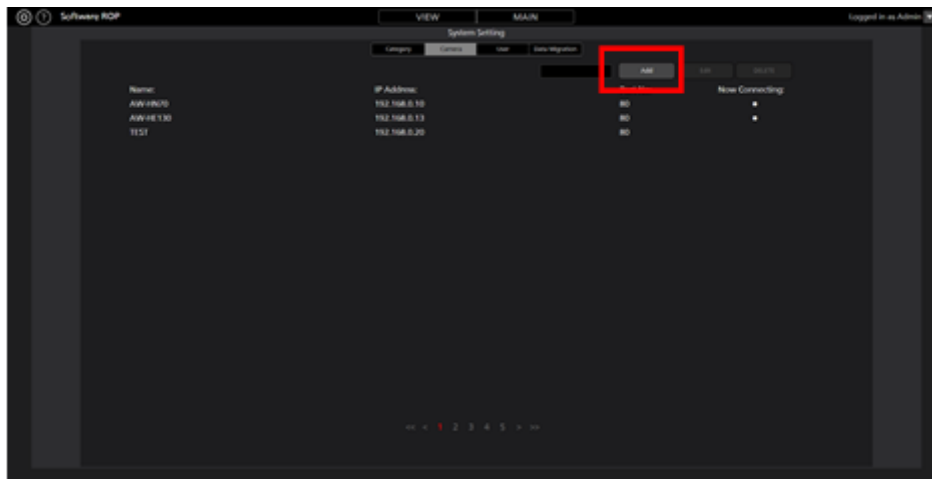 ? Software ROP VIEW MAIN Logged in as Admin
System Setting
Category Camera User Data Migration
Add Edit DELETE
Name: IP Address: Now Connecting:
AW-HN70 192.168.0.10 80
AW-HE130 192.168.0.13 80
TEST 192.168.0.20 80
<< < 1 2 3 4 5 > >>